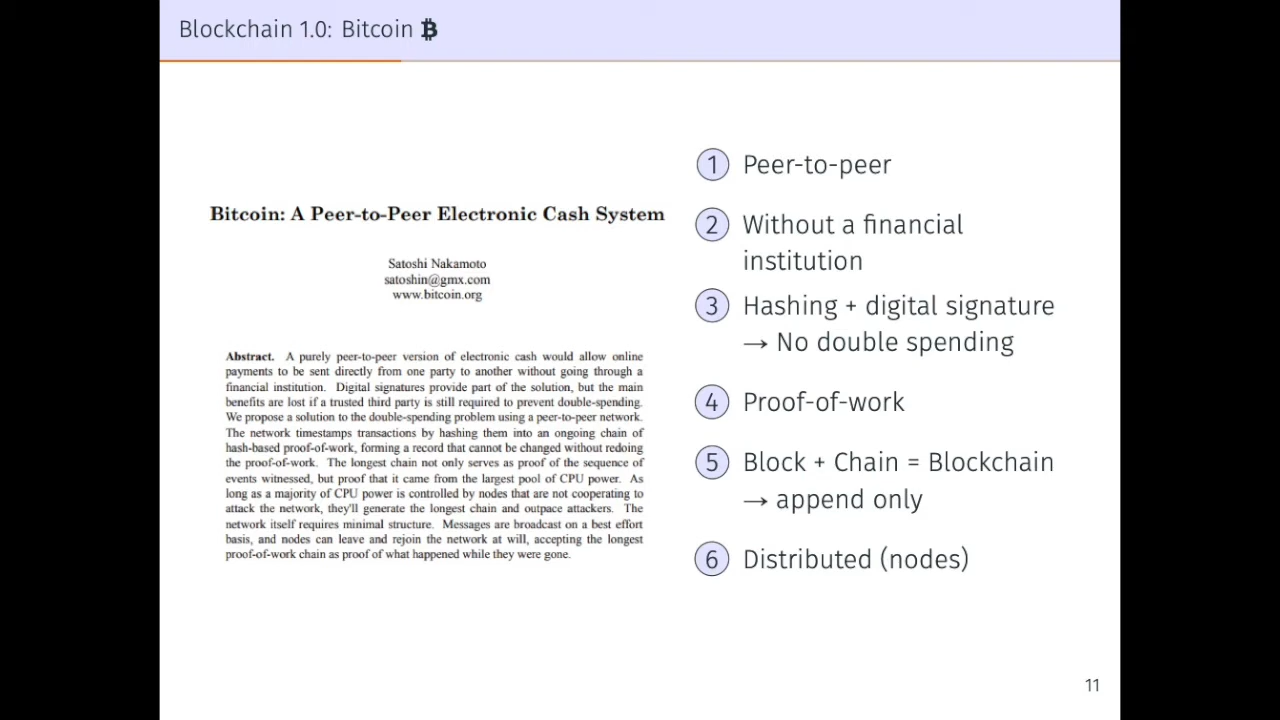 Blockchain 1.0: Bitcoin ₿
Bitcoin: A Peer-to-Peer Electronic Cash System
Satoshi Nakamoto
satoshin@gmx.com
www.bitcoin.org
Abstract. A purely peer-to-peer version of electronic cash would allow online
payments to be sent directly from one party to another without going through a
financial institution. Digital signatures provide part of the solution, but the main
benefits are lost if a trusted third party is still required to prevent double-spending.
We propose a solution to the double-spending problem using a peer-to-peer network.
The network timestamps transactions by hashing them into an ongoing chain of
hash-based proof-of-work, forming a record that cannot be changed without redoing
the proof-of-work. The longest chain not only serves as proof of the sequence of
events witnessed, but proof that it came from the largest pool of CPU power. As
long as a majority of CPU power is controlled by nodes that are not cooperating to
attack the network, they'll generate the longest chain and outpace attackers. The
network itself requires minimal structure. Messages are broadcast on a best effort
basis, and nodes can leave and rejoin the network at will, accepting the longest
proof-of-work chain as proof of what happened while they were gone.
1 Peer-to-peer
2 Without a financial
institution
3 Hashing + digital signature
→ No double spending
4 Proof-of-work
5 Block + Chain = Blockchain
→ append only
6 Distributed (nodes)
11